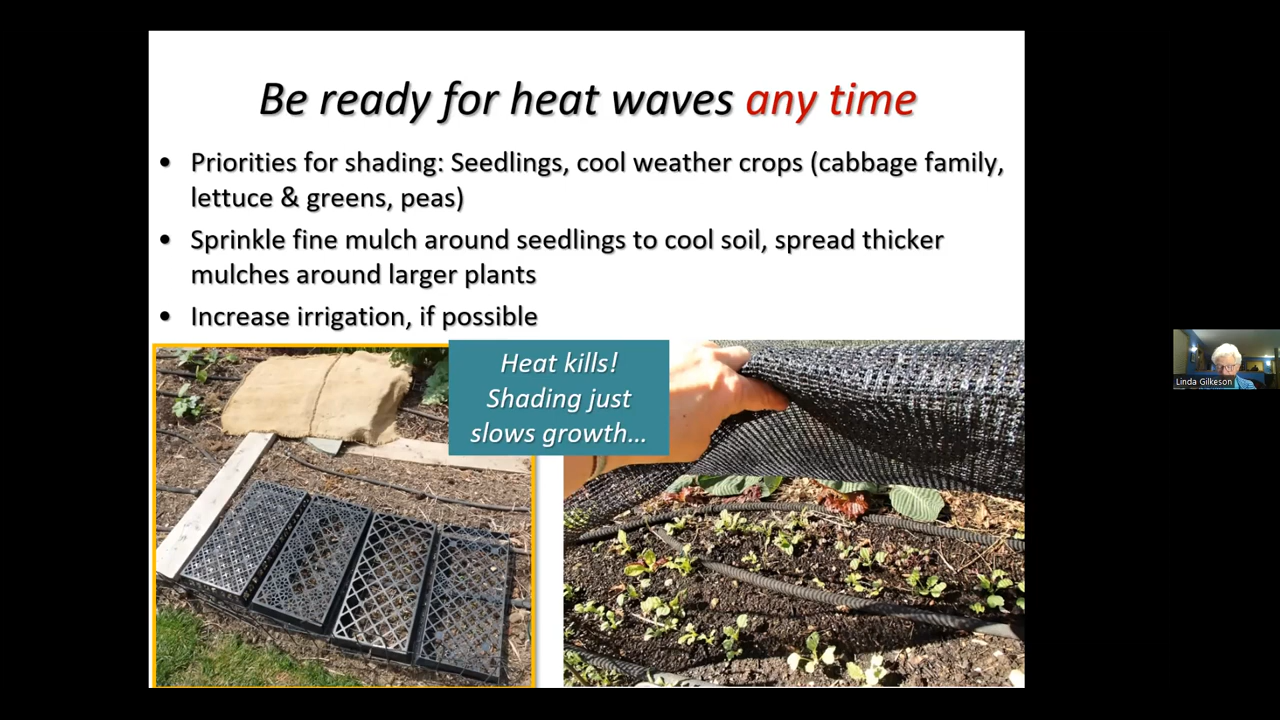 Be ready for heat waves any time
• Priorities for shading: Seedlings, cool weather crops (cabbage family,
lettuce & greens, peas)
• Sprinkle fine mulch around seedlings to cool soil, spread thicker
mulches around larger plants
• Increase irrigation, if possible
Heat kills!
Shading just
slows growth...
Linda Gilkeson